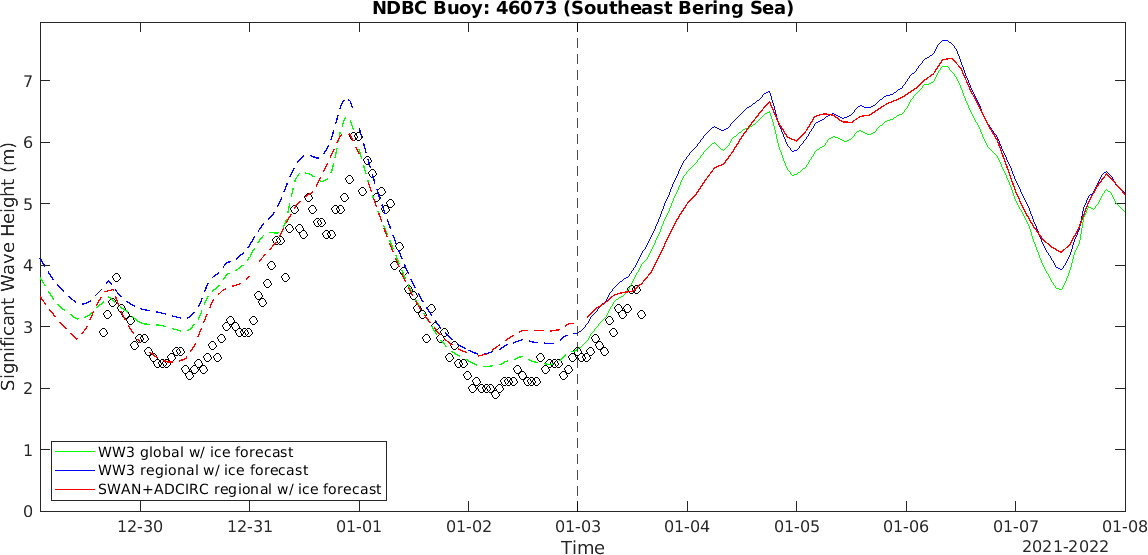 NDBC Buoy: 46073 (Southeast Bering Sea)
Significant Wave Height (m)
7
6
5
4
3
2
1
0
WW3 global w/ ice forecast
WW3 regional w/ ice forecast
SWAN+ADCIRC regional w/ ice forecast
12-30 12-31 01-01 01-02 01-03 01-04 01-05 01-06 01-07 01-08
Time
2021-2022